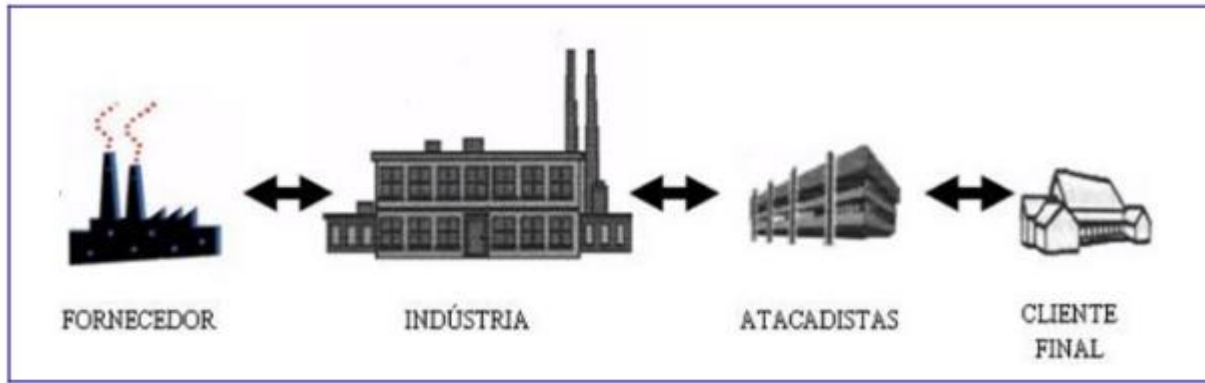 FORNECEDOR
INDÚSTRIA
ATACADISTAS
CLIENTE
FINAL